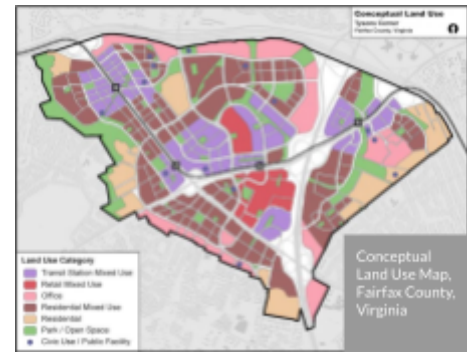 Conceptual Land Use
Tysons Corner
Fairfax County, Virginia
Land Use Category
Transit Station Mixed Use
Retail Mixed Use
Office
Residential Mixed Use
Residential
Park / Open Space
Civic Use / Public Facility
Conceptual
Land Use Map,
Fairfax County,
Virginia